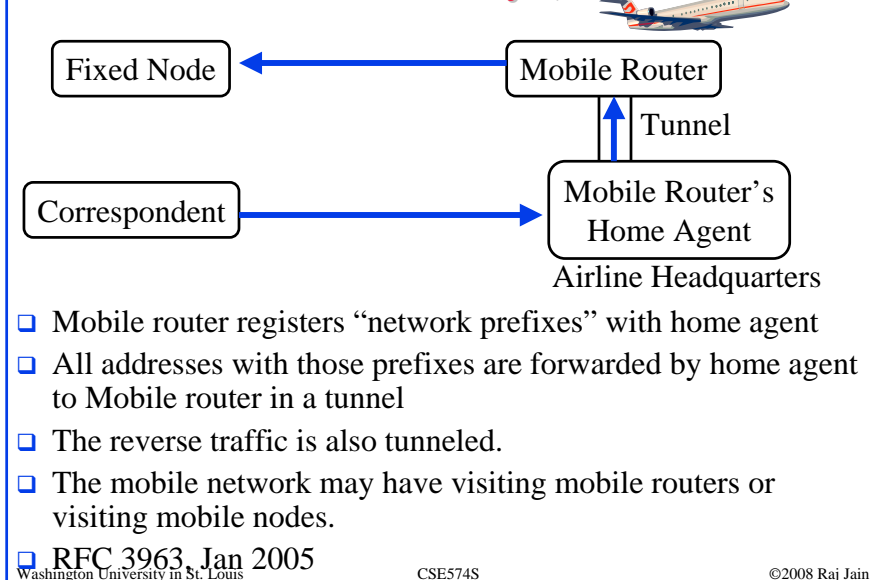 Fixed Node
Mobile Router
Tunnel
Correspondent
Mobile Router’s
Home Agent
Airline Headquarters
❑ Mobile router registers “network prefixes” with home agent
❑ All addresses with those prefixes are forwarded by home agent
to Mobile router in a tunnel
❑ The reverse traffic is also tunneled.
❑ The mobile network may have visiting mobile routers or
visiting mobile nodes.
❑ RFC 3963, Jan 2005
Washington University in St. Louis
CSE574S
©2008 Raj Jain